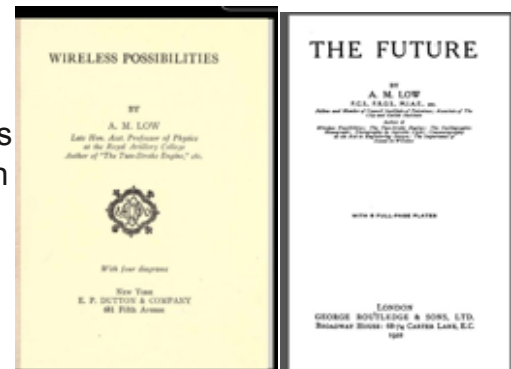 s
n
WIRELESS POSSIBILITIES
BY
A. M. LOW
Late Hon. Asst. Professor of Physics
at the Royal Artillery College
Author of "The Two-Stroke Engine," etc.
With four diagrams
New York
E. P. DUTTON & COMPANY
681 Fifth Avenue
THE FUTURE
BY
A. M. LOW
Author of
WITH 8 FULL-PAGE PLATES
LONDON
GEORGE ROUTLEDGE & SONS, LTD.
BROADWAY HOUSE: 68-74 CARTER LANE, E.C.